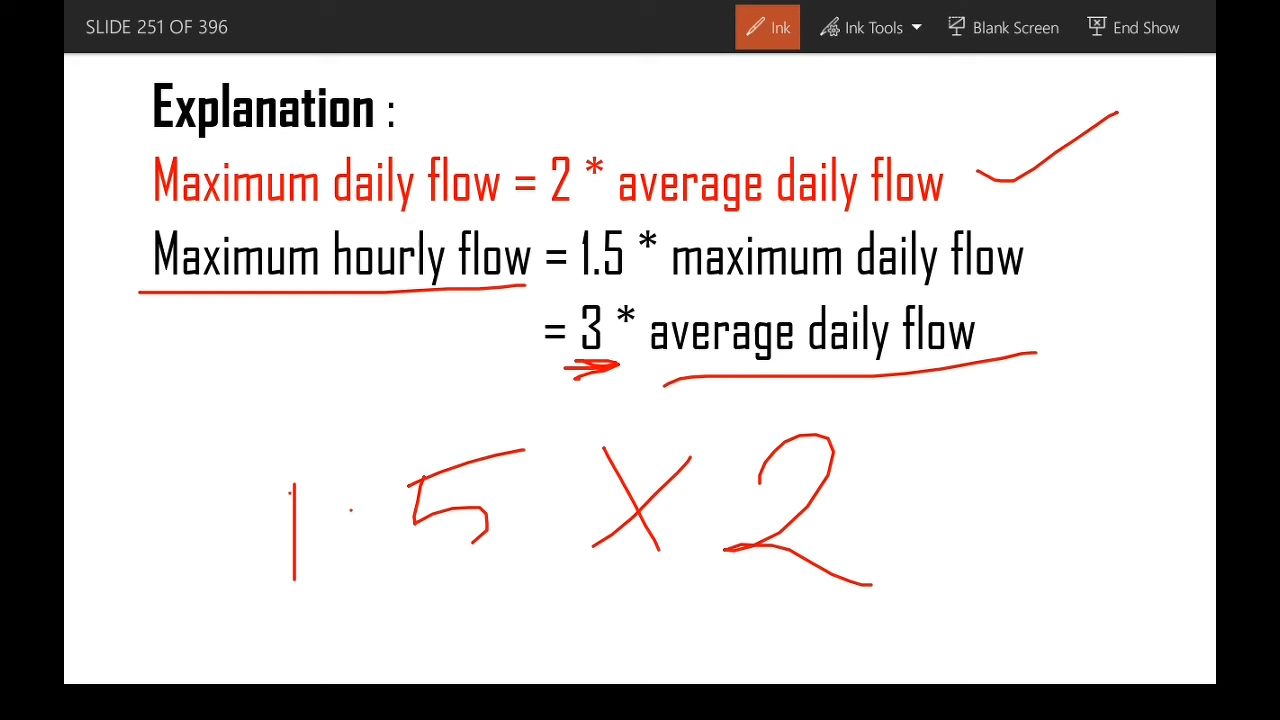 SLIDE 251 OF 396 Ink Ink Tools Blank Screen End Show
Explanation :
Maximum daily flow = 2 * average daily flow
Maximum hourly flow = 1.5 * maximum daily flow
= 3 * average daily flow
1.5 X 2